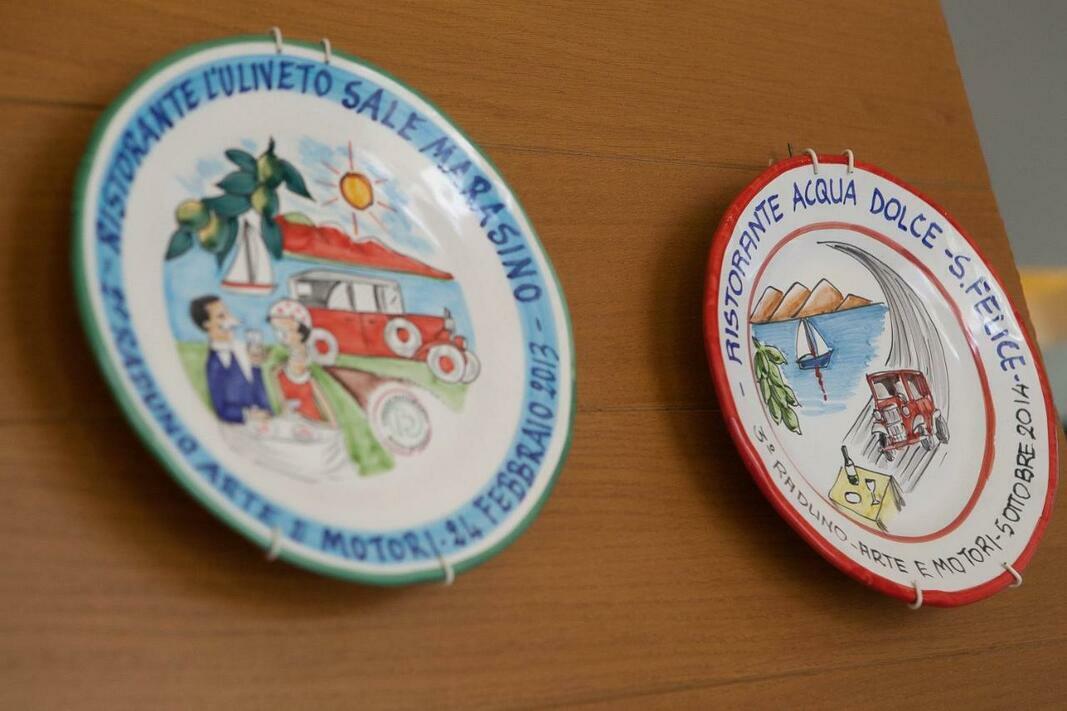 RISTORANTE L'ULIVETO SALE MARASINO -
RADUNO ARTE E MOTORI - 24 FEBBRAIO 2013 -
- RISTORANTE ACQUA DOLCE - S. FELICE -
3° RADUNO - ARTE E MOTORI - 5 OTTOBRE 2014